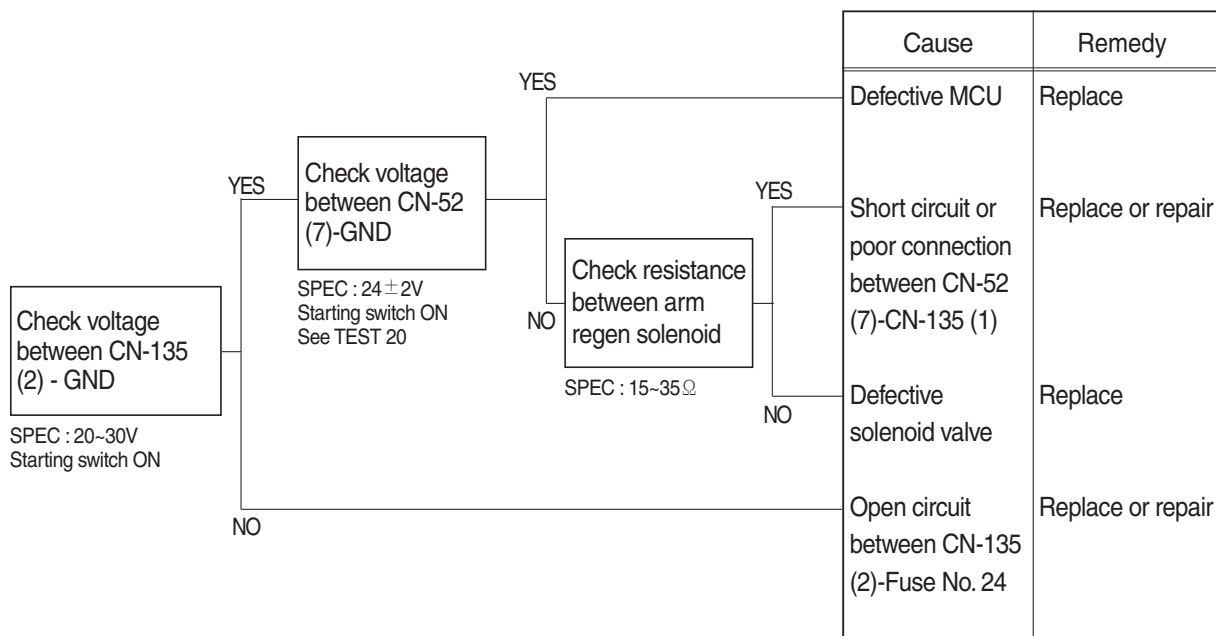 Cause
Remedy
YES
Defective MCU
Replace
Check voltage
between CN-52
(7)-GND
YES
SPEC : 24±2V
Starting switch ON
See TEST 20
YES
Short circuit or
poor connection
between CN-52
(7)-CN-135 (1)
Replace or repair
NO
Check resistance
between arm
regen solenoid
SPEC : 15~35Ω
NO
Defective
solenoid valve
Replace
Check voltage
between CN-135
(2) - GND
SPEC : 20~30V
Starting switch ON
NO
Open circuit
between CN-135
(2)-Fuse No. 24
Replace or repair